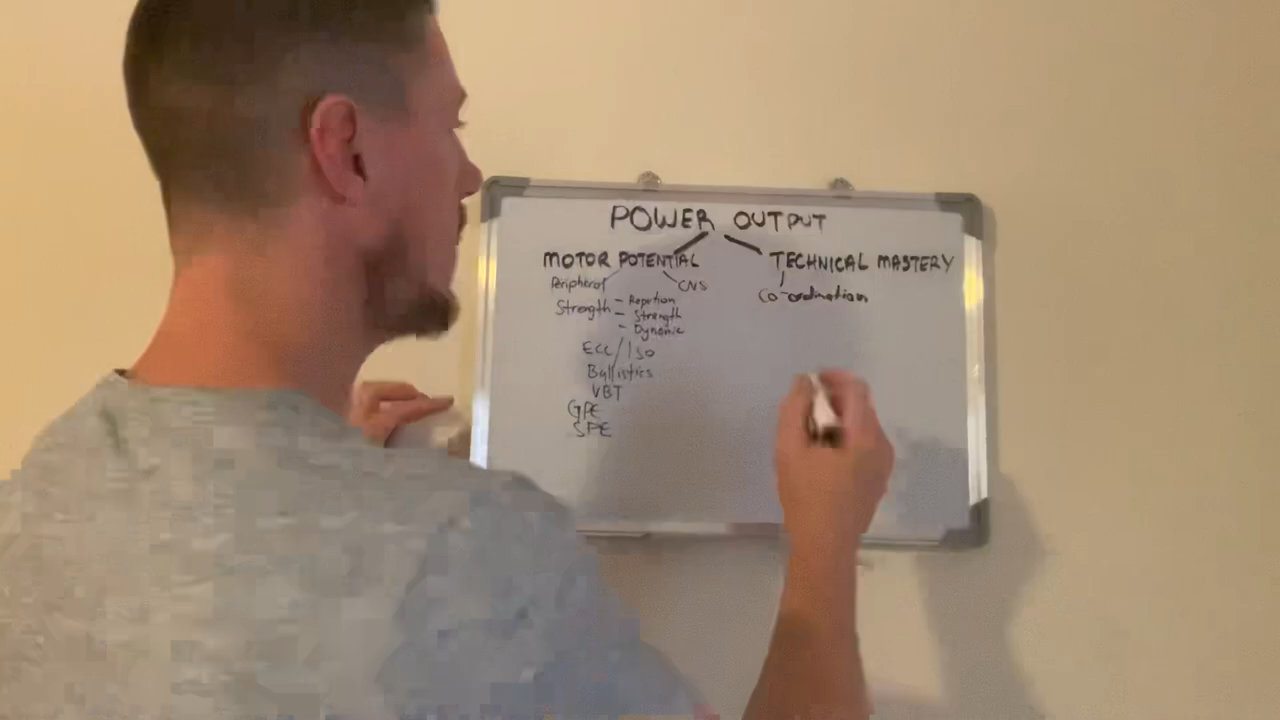 POWER OUTPUT
MOTOR POTENTIAL
TECHNICAL MASTERY
Peripheral
CNS
Co-ordination
Strength - Repetion
- Strength
- Dynamic
Ecc/Iso
Ballistics
VBT
GPE
SPE